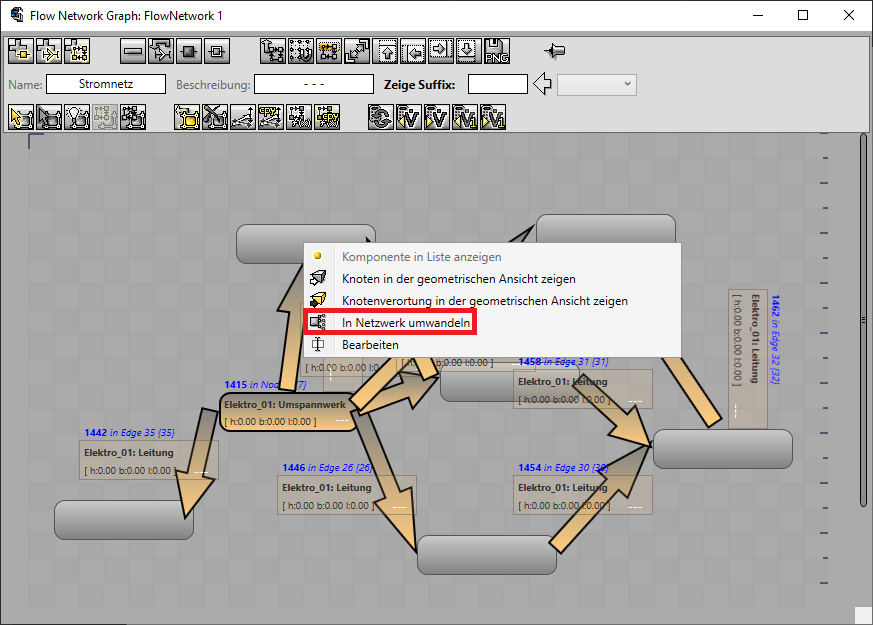 Flow Network Graph: FlowNetwork 1
PNG
Name: Stromnetz Beschreibung: - - - Zeige Suffix:
Komponente in Liste anzeigen
Knoten in der geometrischen Ansicht zeigen
Knotenverortung in der geometrischen Ansicht zeigen
In Netzwerk umwandeln
Bearbeiten
1462 in Edge 32 {32}
Elektro_01: Leitung
[ h:0.00 b:0.00 l:0.00 ]
---
[ h:0.00 b:0.00
b:0.00 l:0.00 ]
1458 in Edge 31 {31}
Elektro_01: Leitung
[ h:0.00 b:0.00 l:0.00 ]
---
1415 in
Elektro_01: Umspannwerk
[ h:0.00 b:0.00 l:0.00 ]
---
1442 in Edge 35 {35}
Elektro_01: Leitung
[ h:0.00 b:0.00 l:0.00 ]
---
1446 in Edge 26 {26}
Elektro_01: Leitung
[ h:0.00 b:0.00 l:0.00 ]
---
1454 in Edge 30
Elektro_01: Leitung
[ h:0.00 b:0.00 l:0.00 ]
---